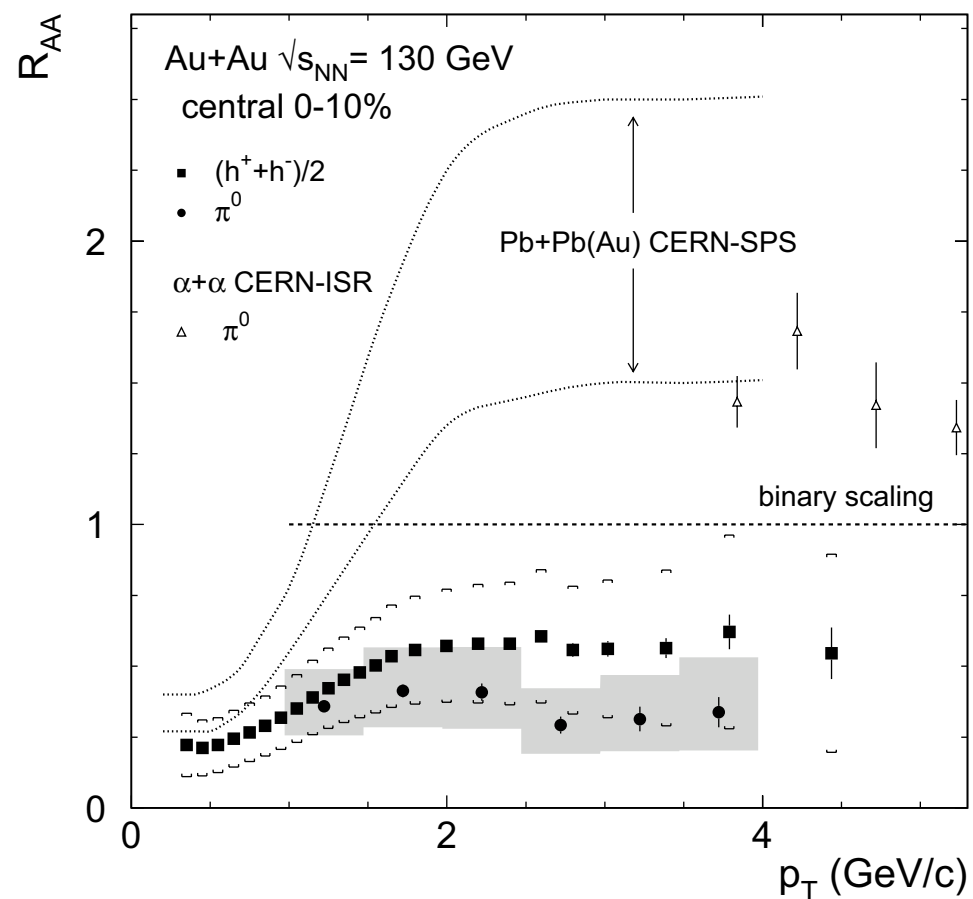 R_AA
Au+Au √s_NN= 130 GeV
central 0-10%
(h⁺+h⁻)/2
π⁰
α+α CERN-ISR
π⁰
Pb+Pb(Au) CERN-SPS
binary scaling
2
1
0
0
2
4
p_T (GeV/c)